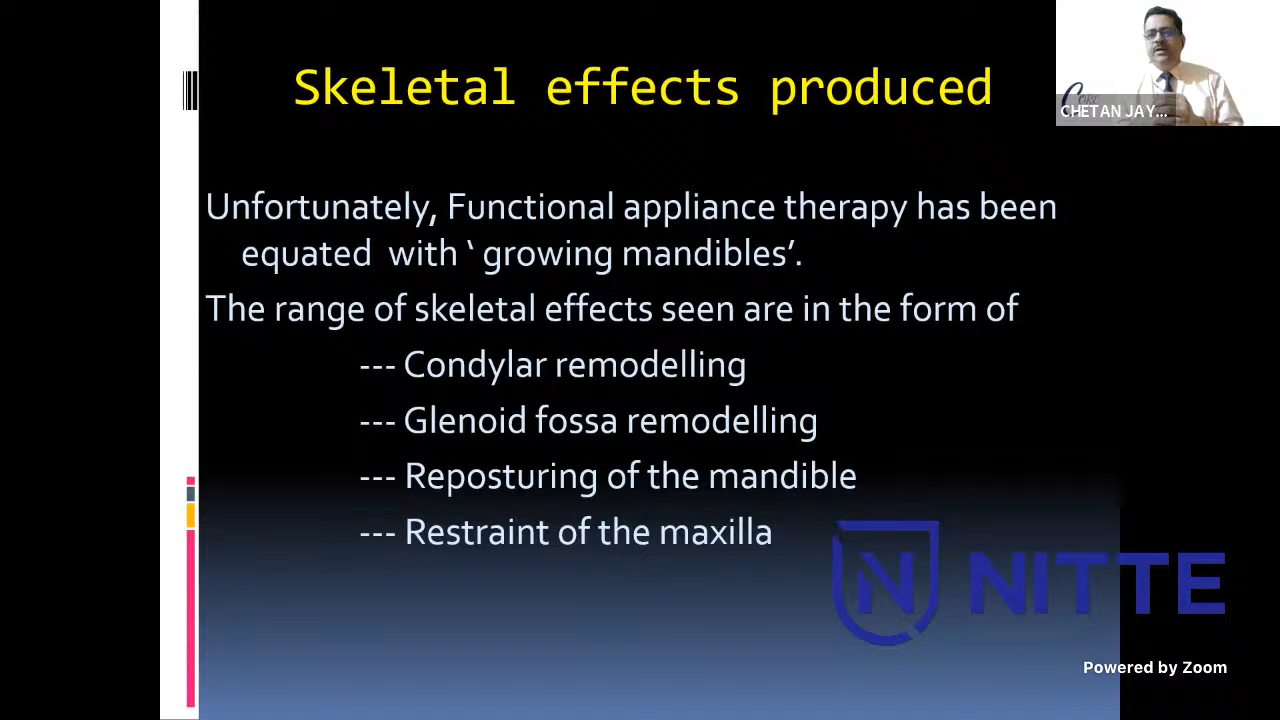 Skeletal effects produced
CHETAN JAY...
Unfortunately, Functional appliance therapy has been
equated with ‘ growing mandibles’.
The range of skeletal effects seen are in the form of
--- Condylar remodelling
--- Glenoid fossa remodelling
--- Reposturing of the mandible
--- Restraint of the maxilla
N NITTE
Powered by Zoom